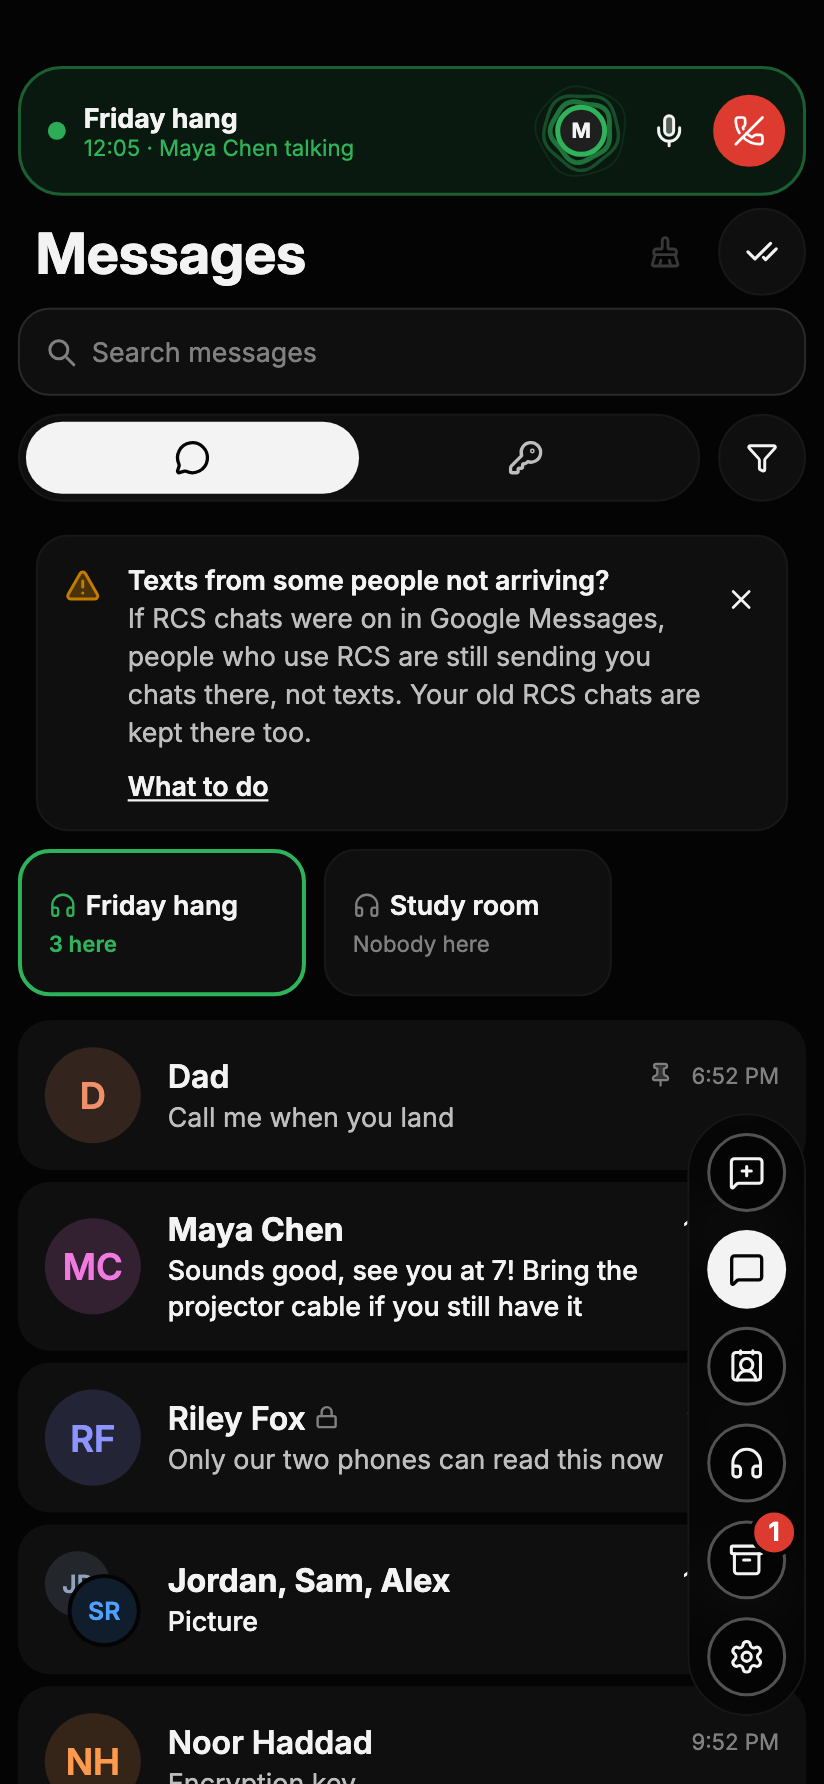 Friday hang
12:05 · Maya Chen talking
M
Messages
Search messages
Texts from some people not arriving?
If RCS chats were on in Google Messages,
people who use RCS are still sending you
chats there, not texts. Your old RCS chats are
kept there too.
What to do
Friday hang
3 here
Study room
Nobody here
D
Dad
6:52 PM
Call me when you land
MC
Maya Chen
Sounds good, see you at 7! Bring the
projector cable if you still have it
RF
Riley Fox
Only our two phones can read this now
1
SR
Jordan, Sam, Alex
Picture
NH
Noor Haddad
9:52 PM
Encryption key